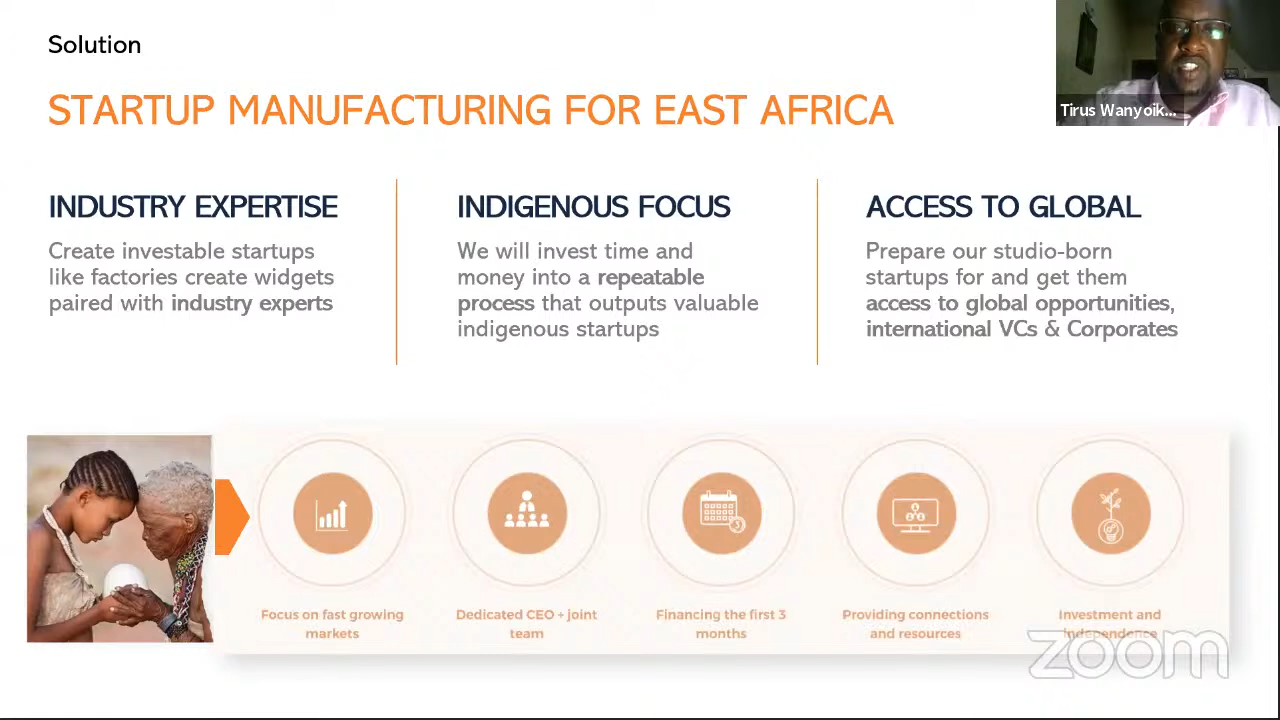 Solution
STARTUP MANUFACTURING FOR EAST AFRICA
Tirus Wanyoik...
INDUSTRY EXPERTISE
Create investable startups
like factories create widgets
paired with industry experts
INDIGENOUS FOCUS
We will invest time and
money into a repeatable
process that outputs valuable
indigenous startups
ACCESS TO GLOBAL
Prepare our studio-born
startups for and get them
access to global opportunities,
international VCs & Corporates
Focus on fast growing
markets
Dedicated CEO + joint
team
Financing the first 3
months
Providing connections
and resources
Investment and
independence
zoom